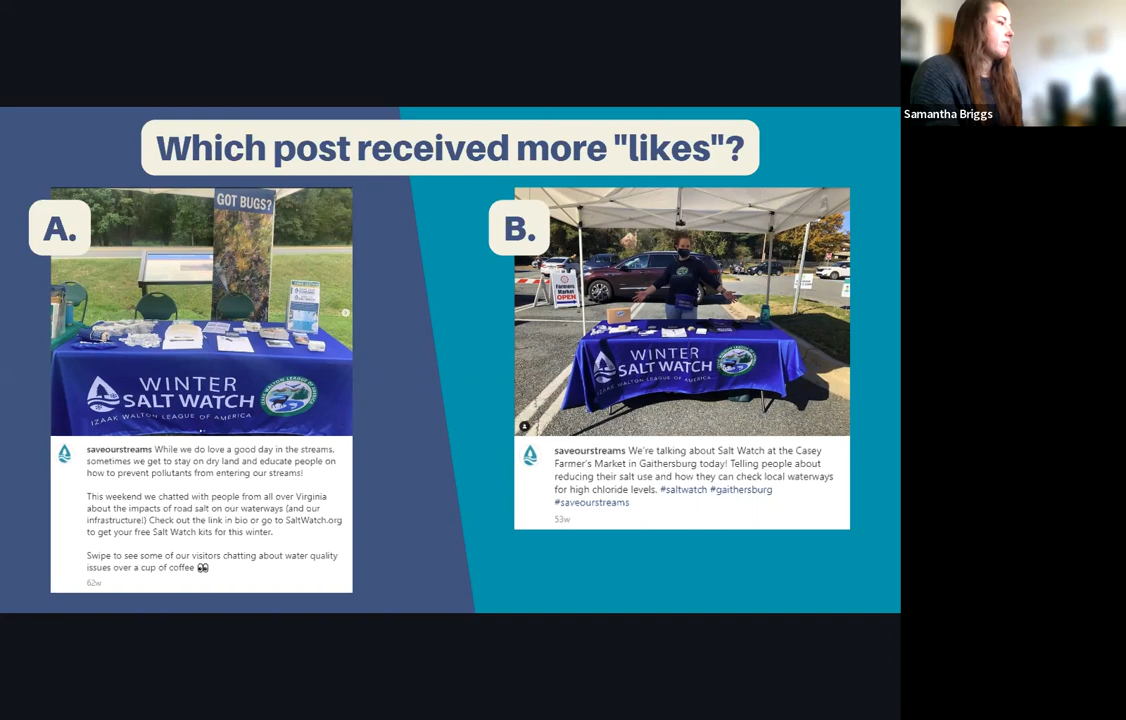 Samantha Briggs
Which post received more "likes"?
A.
GOT BUGS?
WINTER
SALT WATCH
IZAAK WALTON LEAGUE OF AMERICA
saveourstreams While we do love a good day in the streams,
sometimes we get to stay on dry land and educate people on
how to prevent pollutants from entering our streams!
This weekend we chatted with people from all over Virginia
about the impacts of road salt on our waterways (and our
infrastructure!) Check out the link in bio or go to SaltWatch.org
to get your free Salt Watch kits for this winter.
Swipe to see some of our visitors chatting about water quality
issues over a cup of coffee 👀
62w
B.
Farmers
Market
OPEN
WINTER
SALT WATCH
IZAAK WALTON LEAGUE OF AMERICA
saveourstreams We're talking about Salt Watch at the Casey
Farmer's Market in Gaithersburg today! Telling people about
reducing their salt use and how they can check local waterways
for high chloride levels. #saltwatch #gaithersburg
#saveourstreams
53w